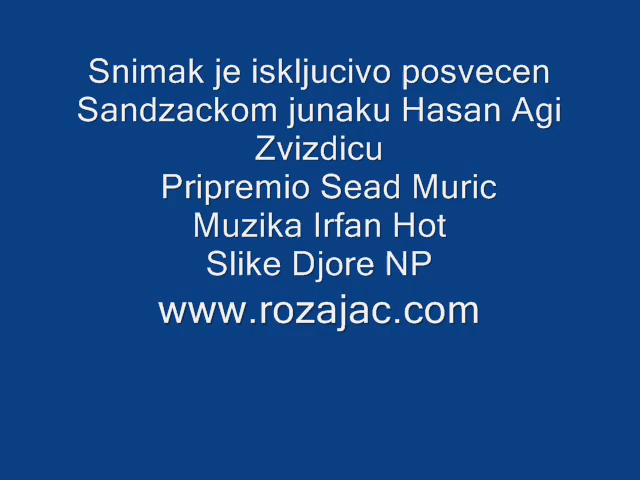 Snimak je iskljucivo posvecen
Sandzackom junaku Hasan Agi
Zvizdicu
Pripremio Sead Muric
Muzika Irfan Hot
Slike Djore NP
www.rozajac.com